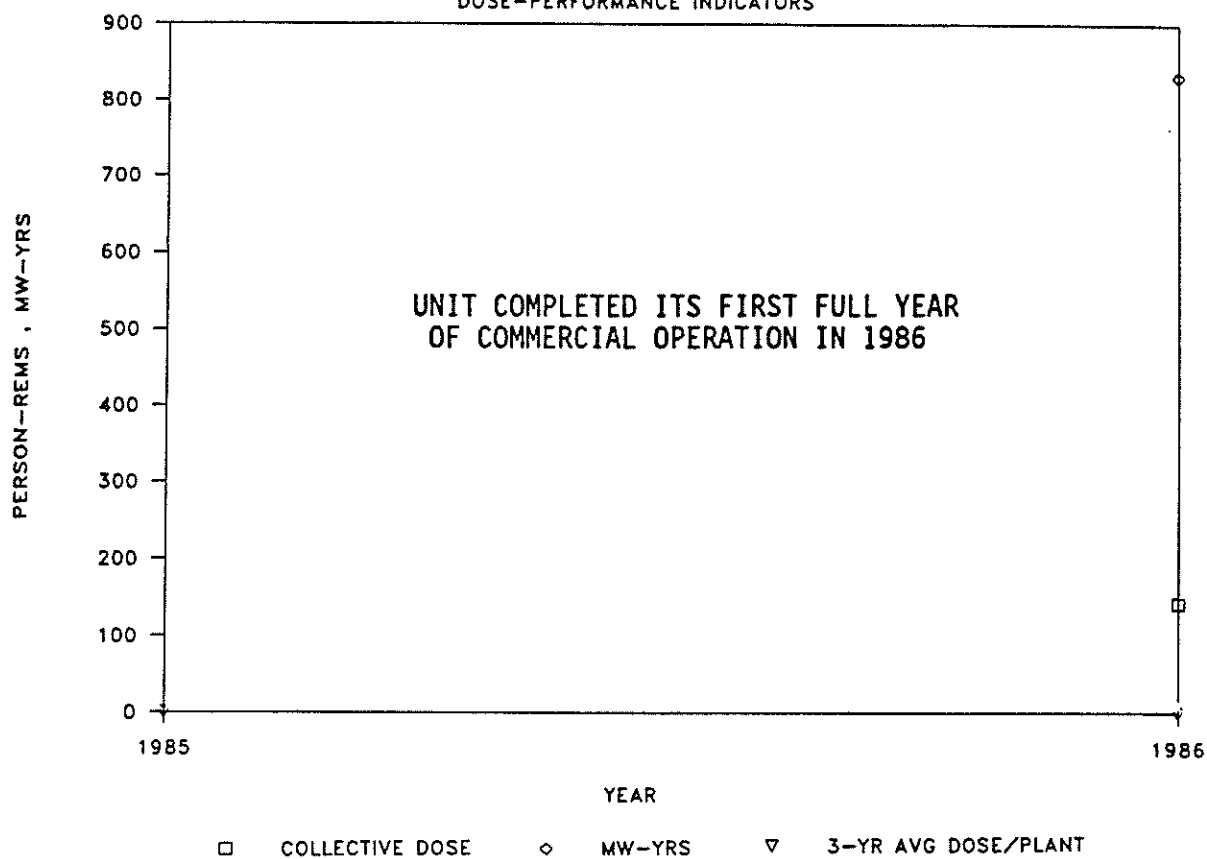 DOSE-PERFORMANCE INDICATORS
900
800
700
600
500
400
300
200
100
0
PERSON-REMS , MW-YRS
UNIT COMPLETED ITS FIRST FULL YEAR
OF COMMERCIAL OPERATION IN 1986
1985
1986
YEAR
COLLECTIVE DOSE
MW-YRS
3-YR AVG DOSE/PLANT